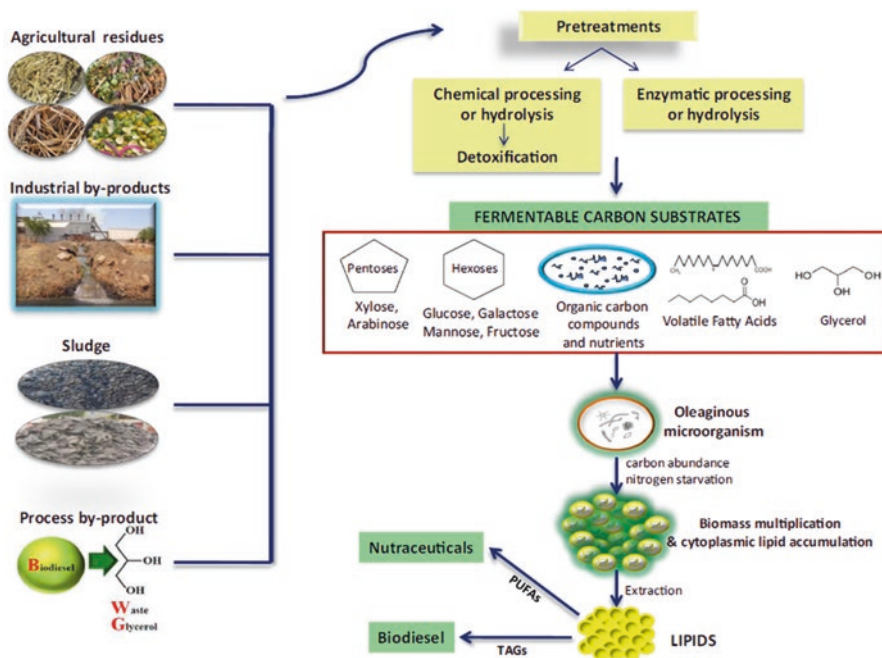 Agricultural residues
Industrial by-products
Sludge
Process by-product
Biodiesel
OH
OH
OH
Waste
Glycerol
Pretreatments
Chemical processing
or hydrolysis
Detoxification
Enzymatic processing
or hydrolysis
FERMENTABLE CARBON SUBSTRATES
Pentoses
Xylose,
Arabinose
Hexoses
Glucose, Galactose
Mannose, Fructose
Organic carbon
compounds
and nutrients
CH₃
COOH
O
OH
Volatile Fatty Acids
HO
OH
OH
Glycerol
Oleaginous
microorganism
carbon abundance
nitrogen starvation
Biomass multiplication
& cytoplasmic lipid accumulation
Extraction
LIPIDS
PUFAs
Nutraceuticals
TAGs
Biodiesel